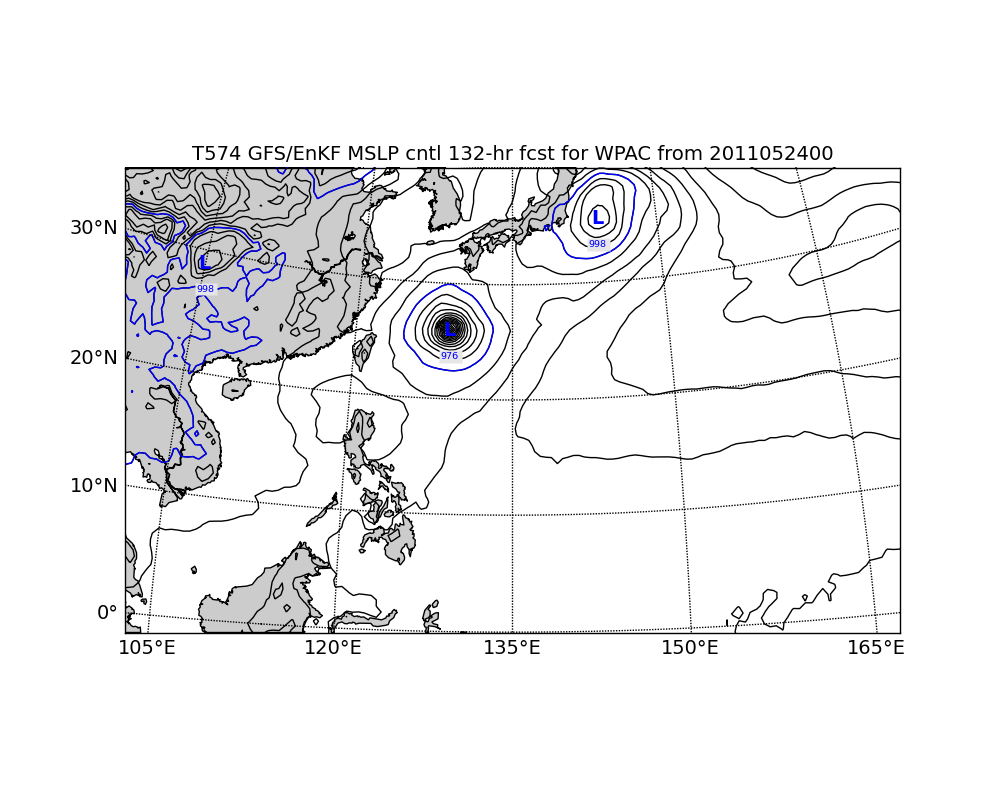 T574 GFS/EnKF MSLP cntl 132-hr fcst for WPAC from 2011052400
L
998
30°N
L
998
L
976
20°N
10°N
0°
105°E 120°E 135°E 150°E 165°E